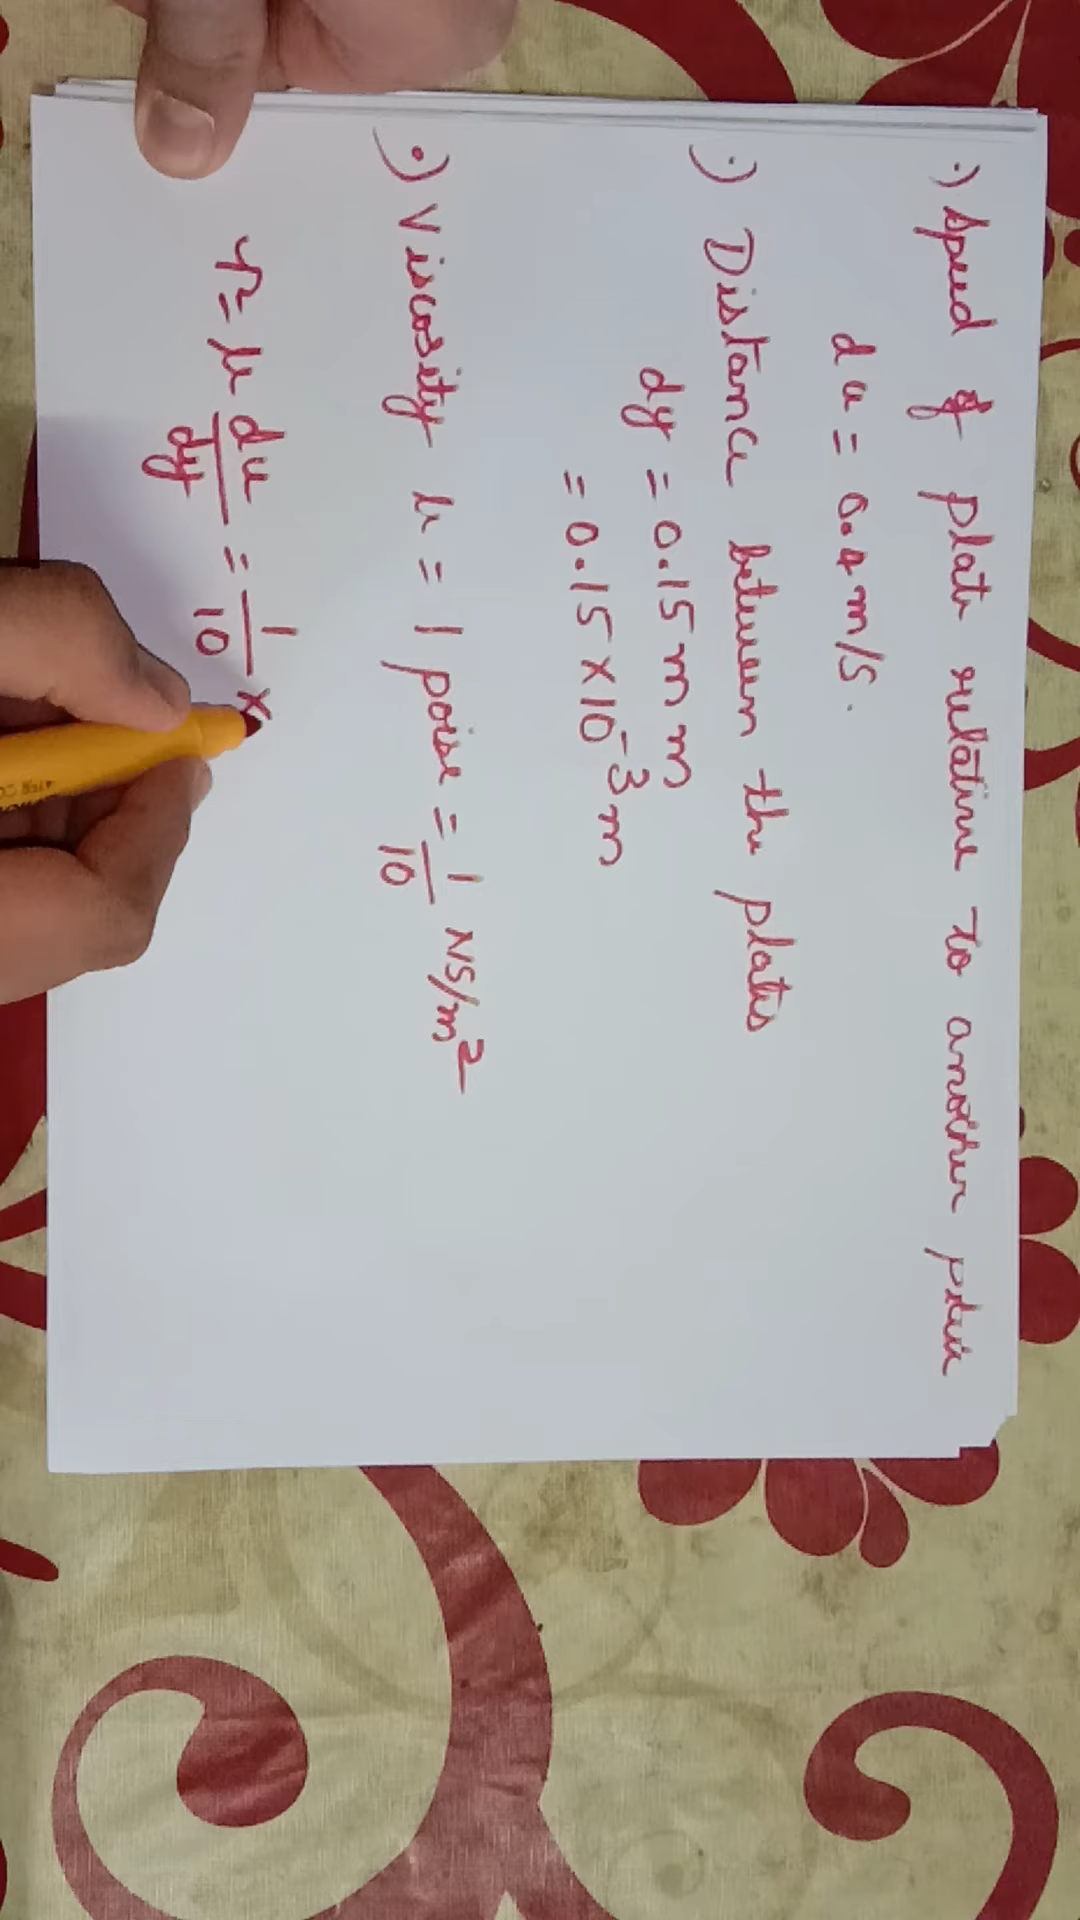 ·) Speed of plate relative to another plate
du = 0.4 m/s.
·) Distance between the plates
dy = 0.15 mm
= 0.15 × 10⁻³ m
·) Viscosity μ = 1 poise = 1/10 NS/m²
τ = μ du/dy = 1/10 ×